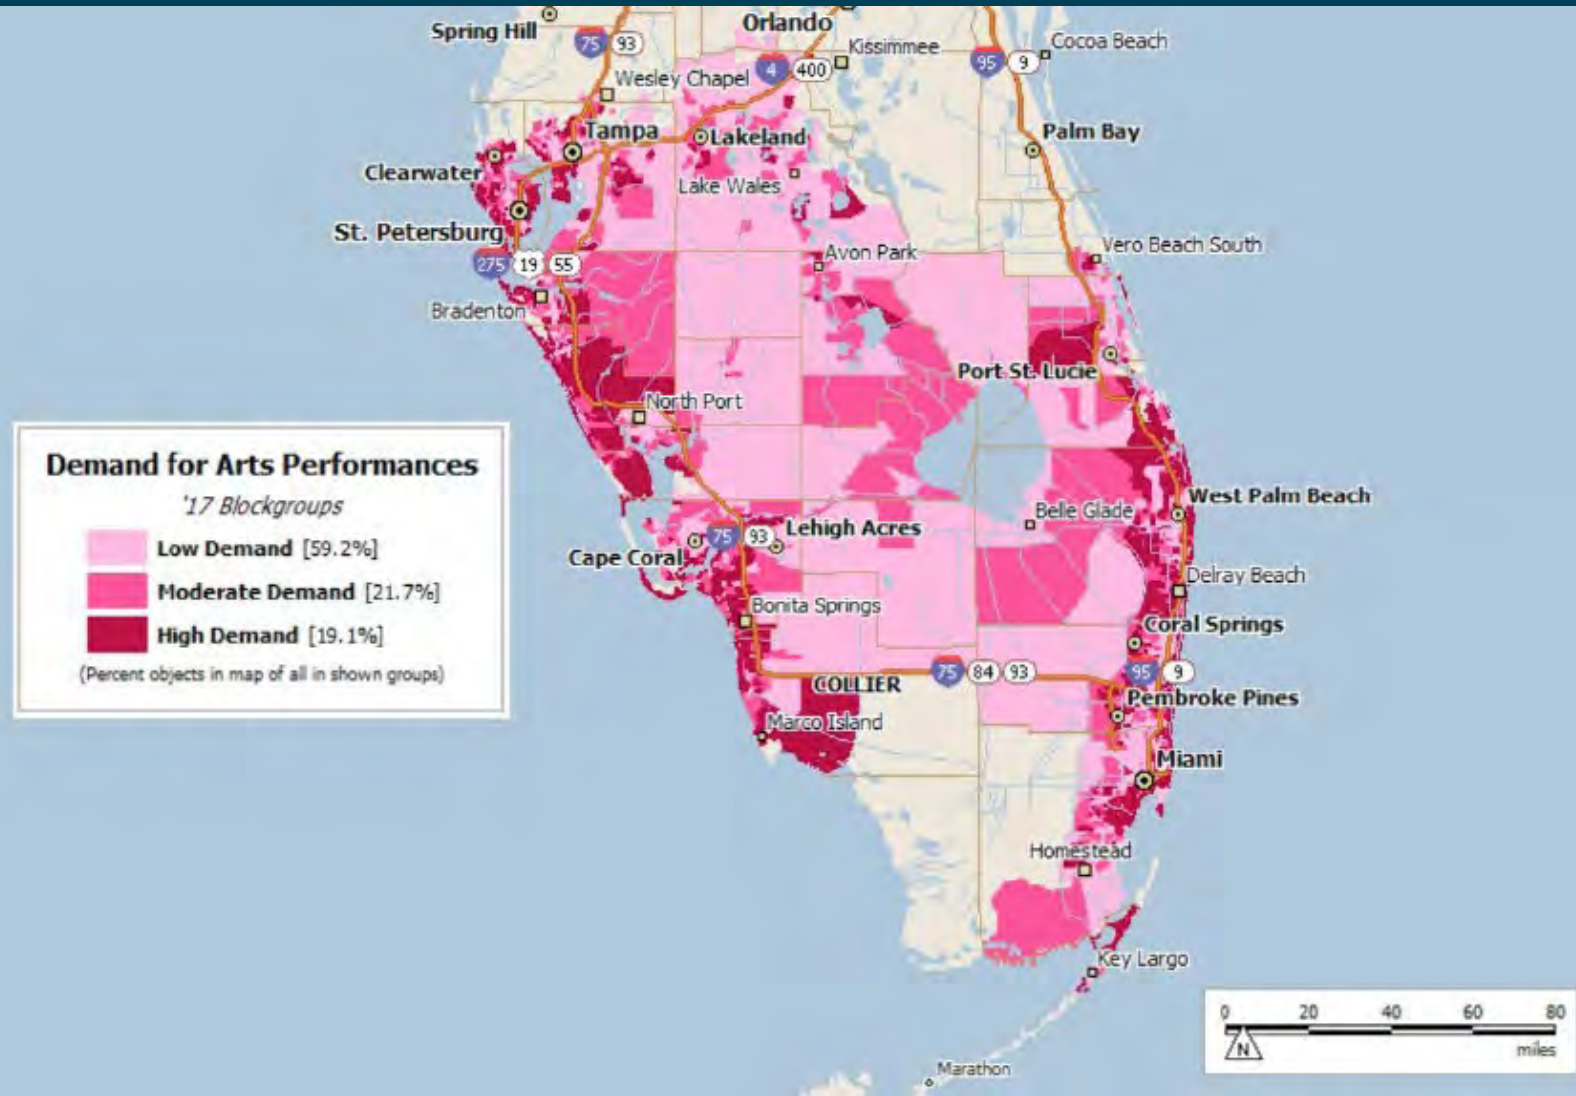 Spring Hill
Orlando
75
93
Kissimmee
Cocoa Beach
4
400
95
9
Wesley Chapel
Tampa
Lakeland
Palm Bay
Clearwater
Lake Wales
St. Petersburg
Avon Park
Vero Beach South
275
19
55
Bradenton
Port St. Lucie
North Port
Demand for Arts Performances
'17 Blockgroups
Low Demand [59.2%]
Moderate Demand [21.7%]
High Demand [19.1%]
(Percent objects in map of all in shown groups)
West Palm Beach
Belle Glade
Lehigh Acres
75
93
Cape Coral
Delray Beach
Bonita Springs
Coral Springs
75
84
93
95
9
COLLIER
Pembroke Pines
Marco Island
Miami
Homestead
Key Largo
0 20 40 60 80
N
miles
Marathon